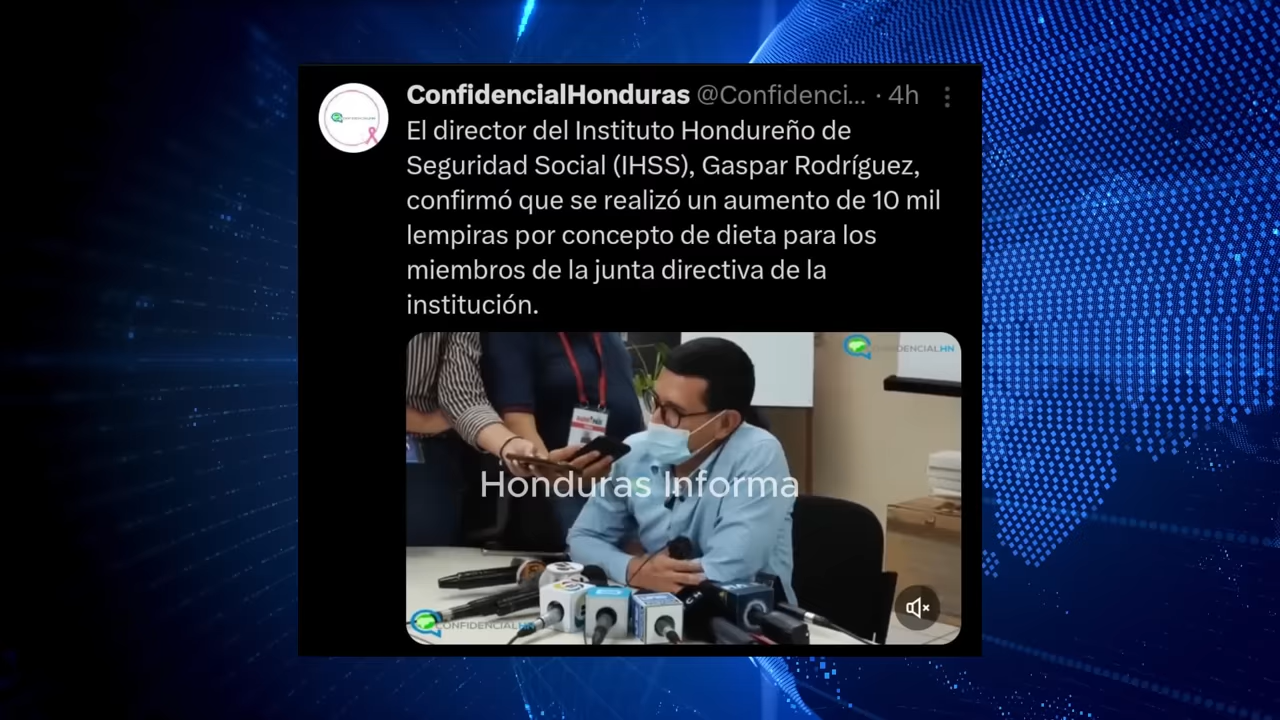 ConfidencialHonduras @Confidenci... · 4h
El director del Instituto Hondureño de
Seguridad Social (IHSS), Gaspar Rodríguez,
confirmó que se realizó un aumento de 10 mil
lempiras por concepto de dieta para los
miembros de la junta directiva de la
institución.
DENCIALHN
Honduras Informa
CONFIDENCIALHN